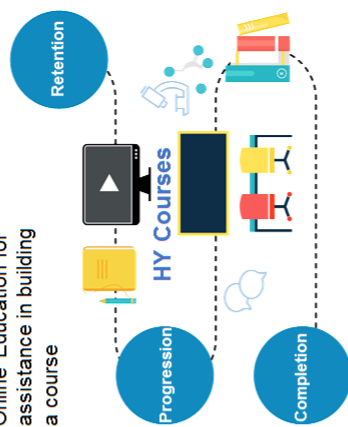 Online Education for
assistance in building
a course
Retention
HY Courses
Progression
Completion